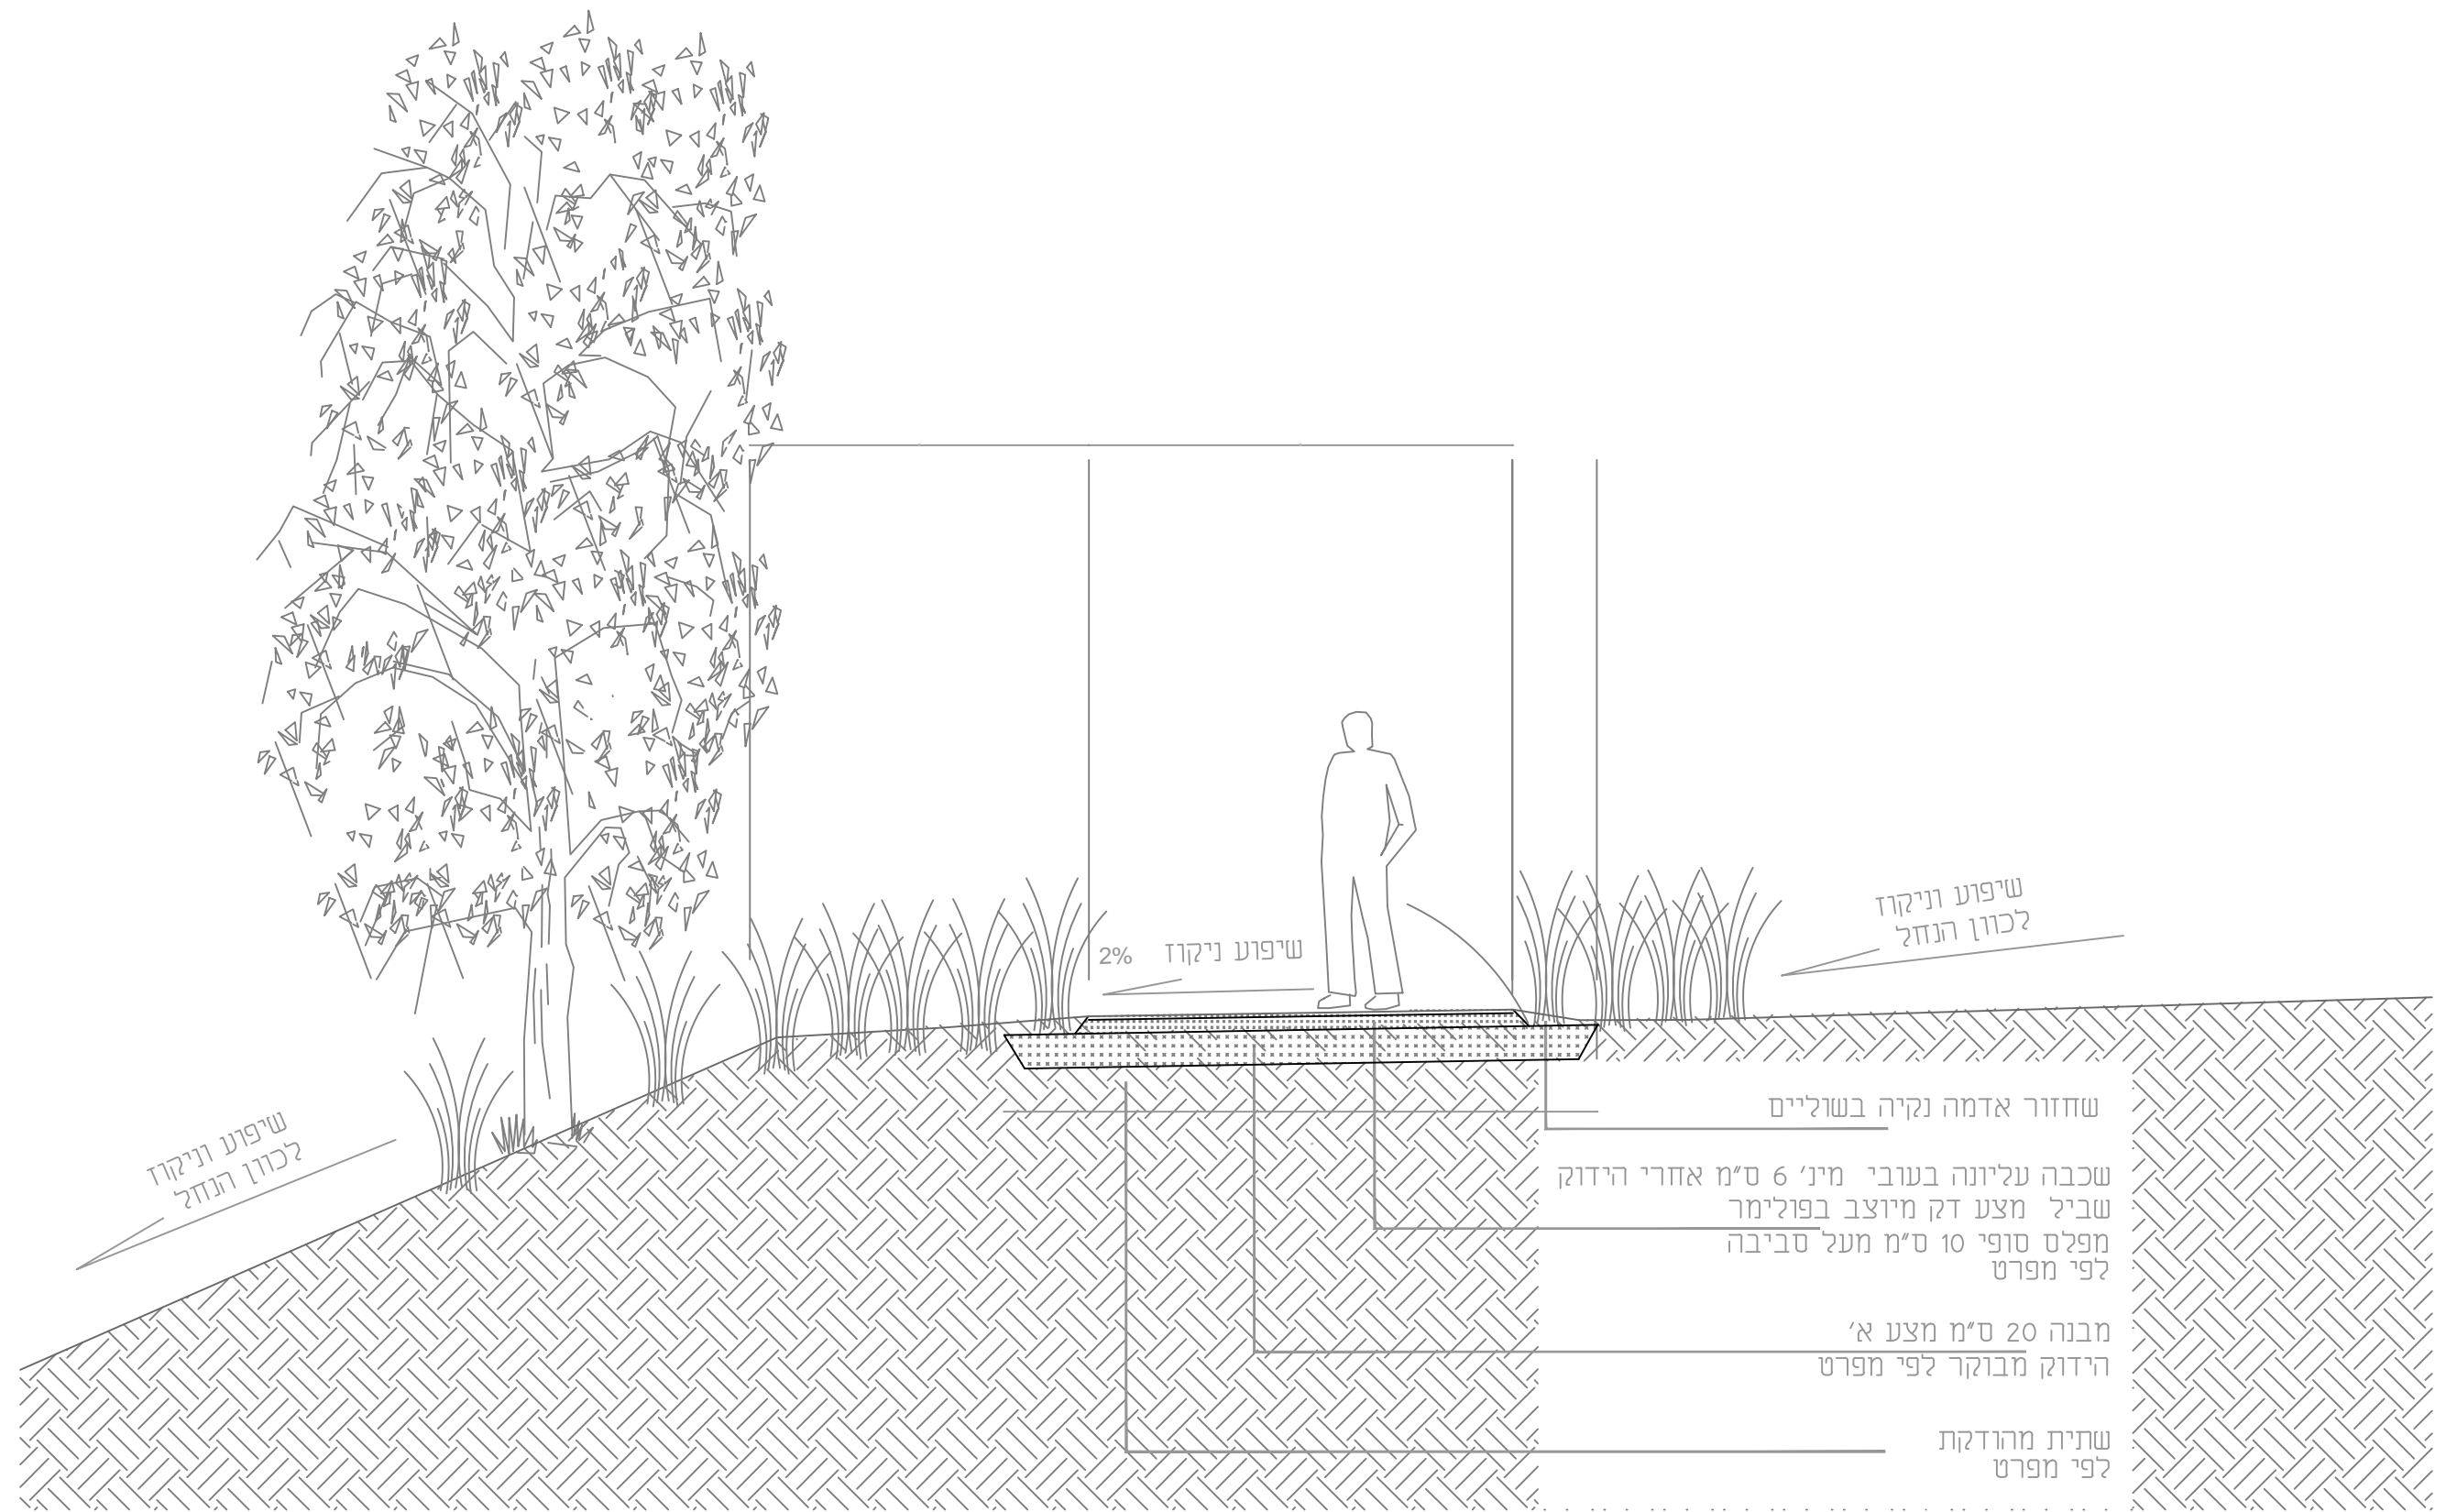 שיפוע וניקוז
לכוון הנחל
2% שיפוע ניקוז
שיפוע וניקוז
לכוון הנחל
שחזור אדמה נקיה בשוליים
שכבה עליונה בעובי מינ' 6 ס"מ אחרי הידוק
שביל מצע דק מיוצב בפולימר
מפלס סופי 10 ס"מ מעל סביבה
לפי מפרט
מבנה 20 ס"מ מצע א'
הידוק מבוקר לפי מפרט
שתית מהודקת
לפי מפרט